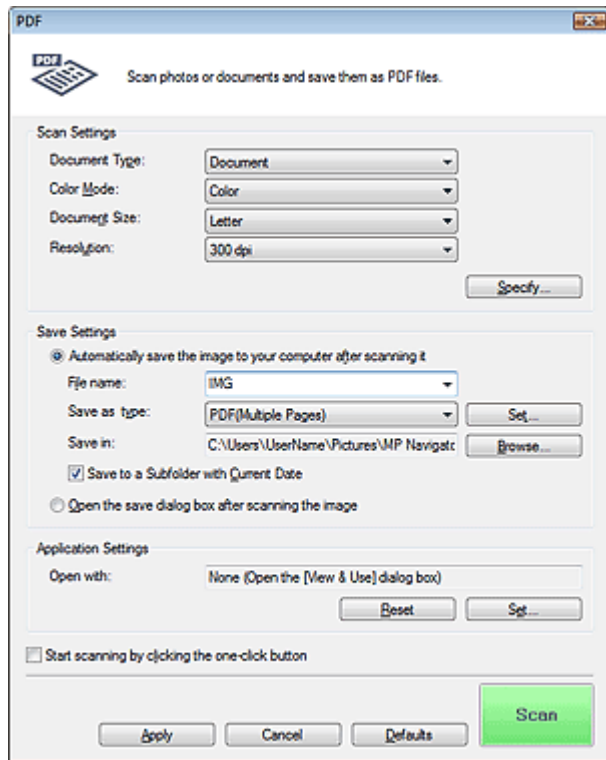 PDF
PDF
Scan photos or documents and save them as PDF files.
Scan Settings
Document Type: Document
Color Mode: Color
Document Size: Letter
Resolution: 300 dpi
Specify...
Save Settings
Automatically save the image to your computer after scanning it
File name: IMG
Save as type: PDF(Multiple Pages) Set...
Save in: C:\Users\UserName\Pictures\MP Navigato Browse...
Save to a Subfolder with Current Date
Open the save dialog box after scanning the image
Application Settings
Open with: None (Open the [View & Use] dialog box)
Reset Set...
Start scanning by clicking the one-click button
Scan
Apply Cancel Defaults